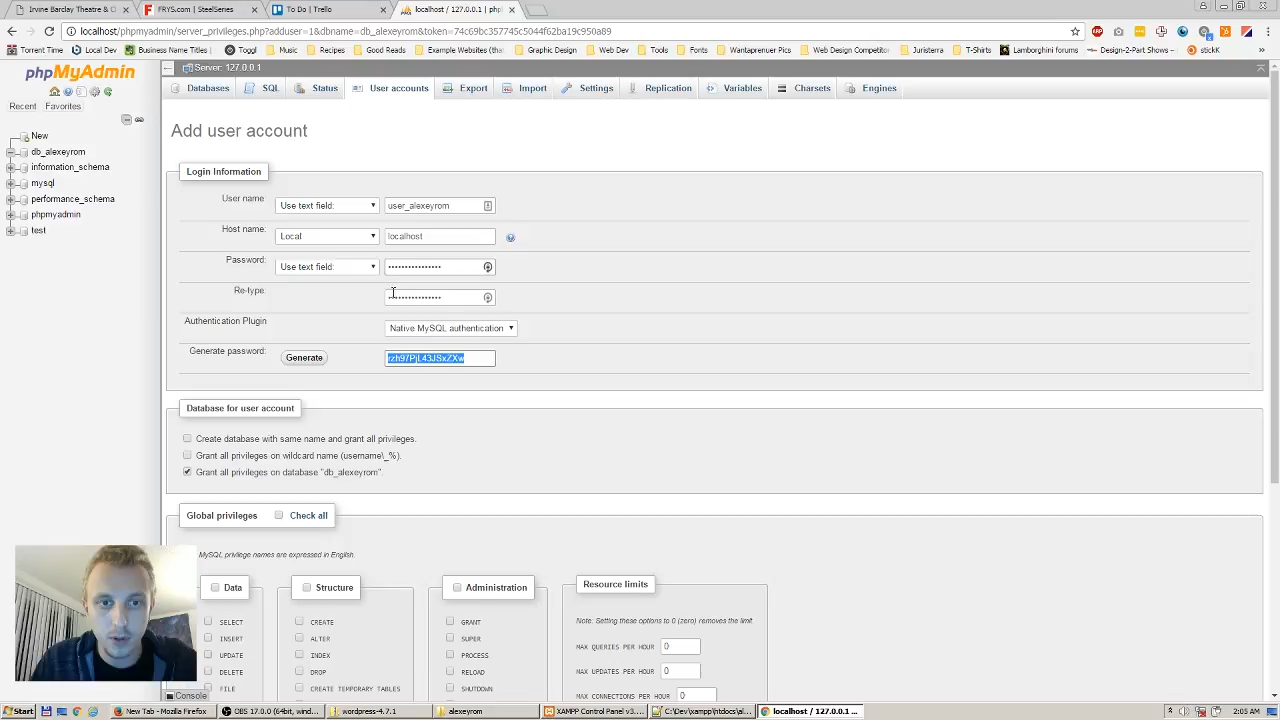 Irvine Barclay Theatre & C
FRYS.com | SteelSeries
To Do | Trello
localhost / 127.0.0.1 | ph
localhost/phpmyadmin/server_privileges.php?adduser=1&dbname=db_alexeyrom&token=74c69bc357745b044f62ba19c950a89
Torrent Time
Local Dev
Business Name Titles
Toggl
Music
Recipes
Good Reads
Example Websites (that
Graphic Design
Web Dev
Tools
Fonts
Wantaprenuer Pics
Web Design Competitor
Juristerra
T-Shirts
Lamborghini forums
Design-2-Part Shows
stickK
phpMyAdmin
Recent Favorites
New
db_alexeyrom
information_schema
mysql
performance_schema
phpmyadmin
test
Server: 127.0.0.1
Databases SQL Status User accounts Export Import Settings Replication Variables Charsets Engines
Add user account
Login Information
User name: Use text field: user_alexeyrom
Host name: Local localhost
Password: Use text field:
Re-type:
Authentication Plugin Native MySQL authentication
Generate password: Generate rzh97PjL43JSxZXw
Database for user account
Create database with same name and grant all privileges.
Grant all privileges on wildcard name (username\_%).
Grant all privileges on database "db_alexeyrom".
Global privileges Check all
MySQL privilege names are expressed in English.
Data
SELECT
INSERT
UPDATE
DELETE
FILE
Structure
CREATE
ALTER
INDEX
DROP
CREATE TEMPORARY TABLES
Administration
GRANT
SUPER
PROCESS
RELOAD
SHUTDOWN
Resource limits
Note: Setting these options to 0 (zero) removes the limit.
MAX QUERIES PER HOUR 0
MAX UPDATES PER HOUR 0
MAX CONNECTIONS PER HOUR 0
Console
Start
New Tab - Mozilla Firefox
OBS 17.0.0 (64bit, wind...
wordpress-4.7.1
alexeyrom
XAMPP Control Panel v3....
C:\Dev\xampp\htdocs\al...
localhost / 127.0.0.1 ...
2:05 AM